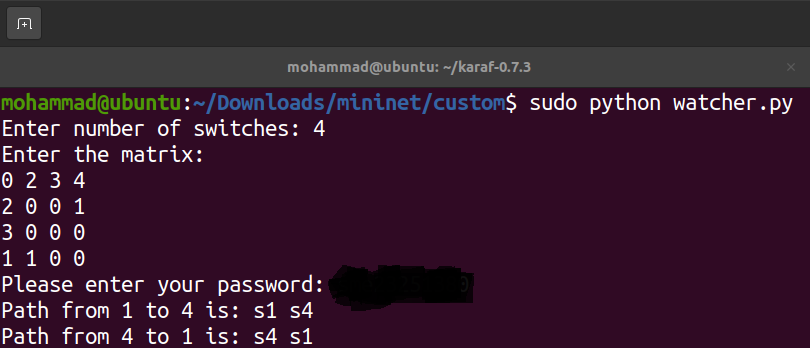 mohammad@ubuntu: ~/karaf-0.7.3
mohammad@ubuntu:~/Downloads/mininet/custom$ sudo python watcher.py
Enter number of switches: 4
Enter the matrix:
0 2 3 4
2 0 0 1
3 0 0 0
1 1 0 0
Please enter your password:
Path from 1 to 4 is: s1 s4
Path from 4 to 1 is: s4 s1